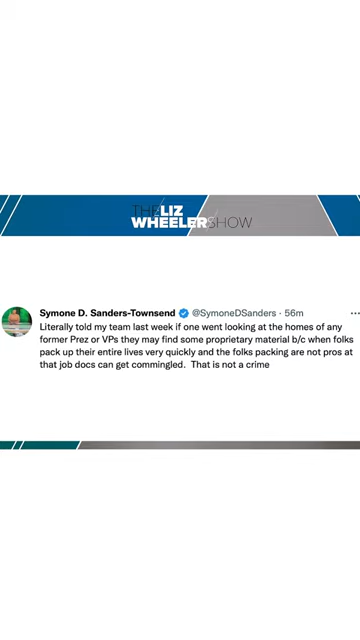 THE LIZ
WHEELER SHOW
Symone D. Sanders-Townsend @SymoneDSanders · 56m
Literally told my team last week if one went looking at the homes of any
former Prez or VPs they may find some proprietary material b/c when folks
pack up their entire lives very quickly and the folks packing are not pros at
that job docs can get commingled. That is not a crime